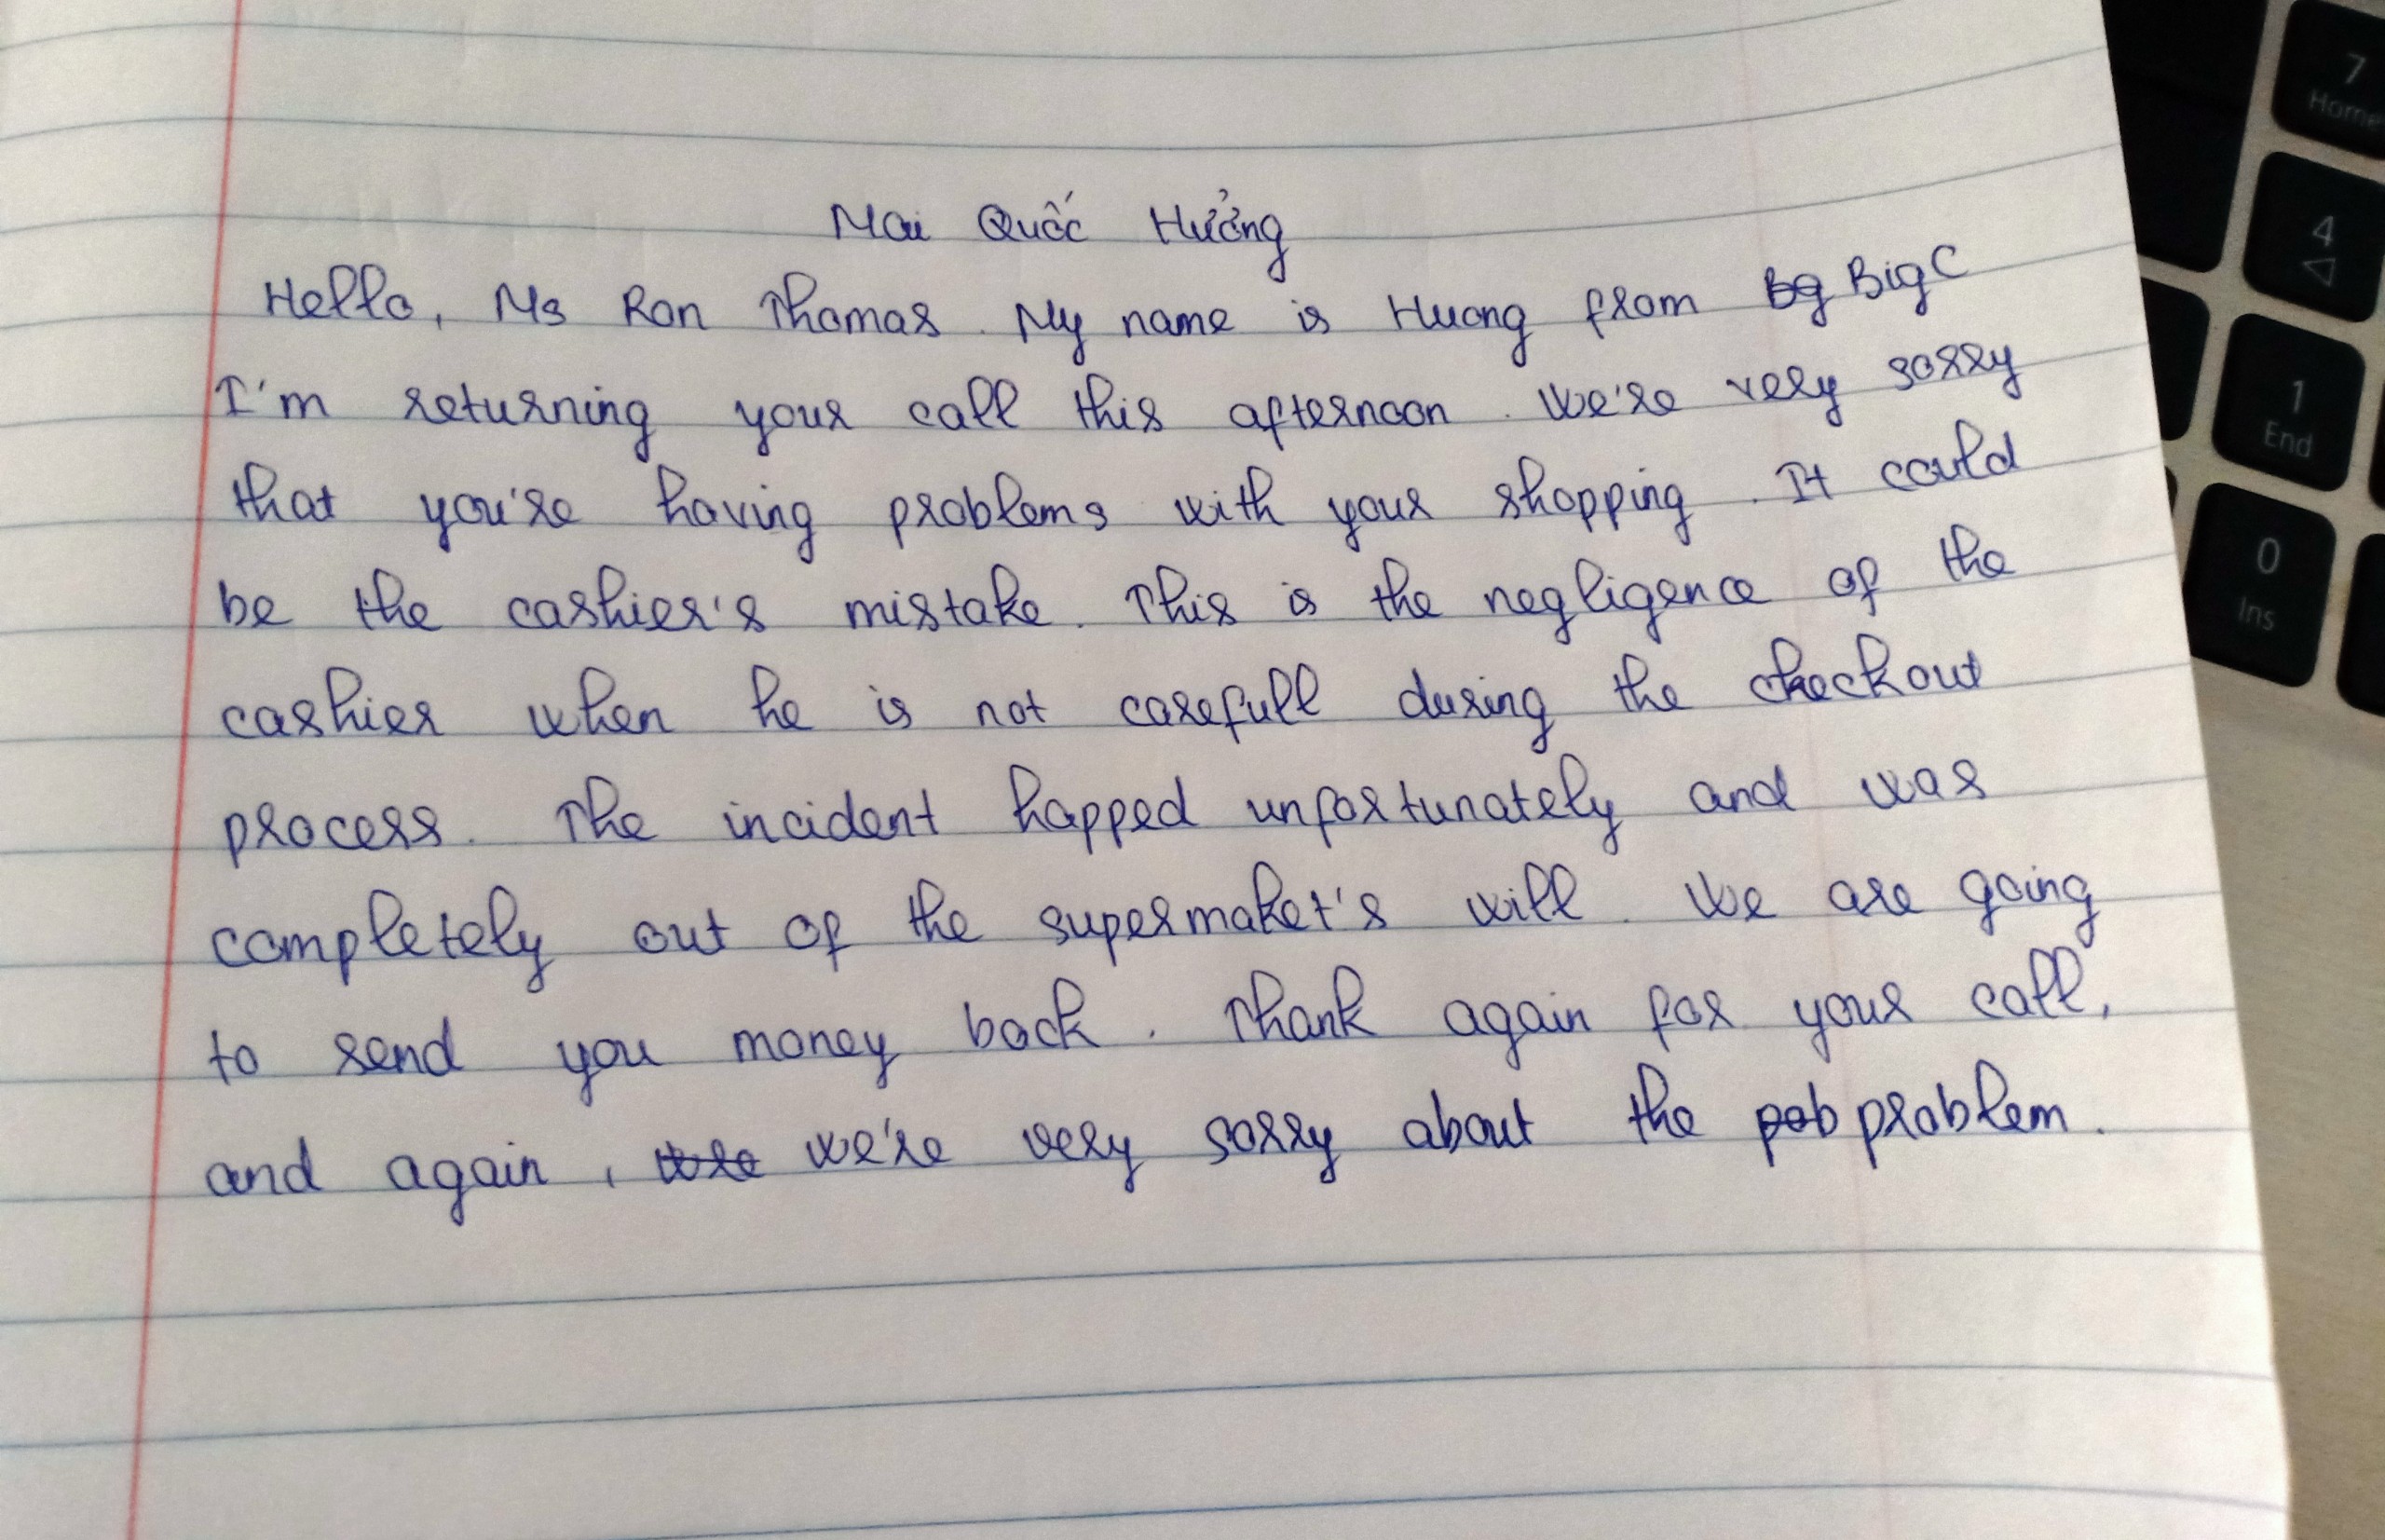 Mai Quốc Hưởng
Hello, Ms Ron Thomas. My name is Huong from Bg BigC
I'm returning your call this afternoon. We're very sorry
that you're having problems with your shopping. It could
be the cashier's mistake. This is the negligence of the
cashier when he is not carefull during the checkout
process. The incident happed unfortunately and was
completely out of the supermaket's will. We are going
to send you money back. Thank again for your call,
and again, we're very sorry about the pob problem.
7
Home
4
1
End
0
Ins